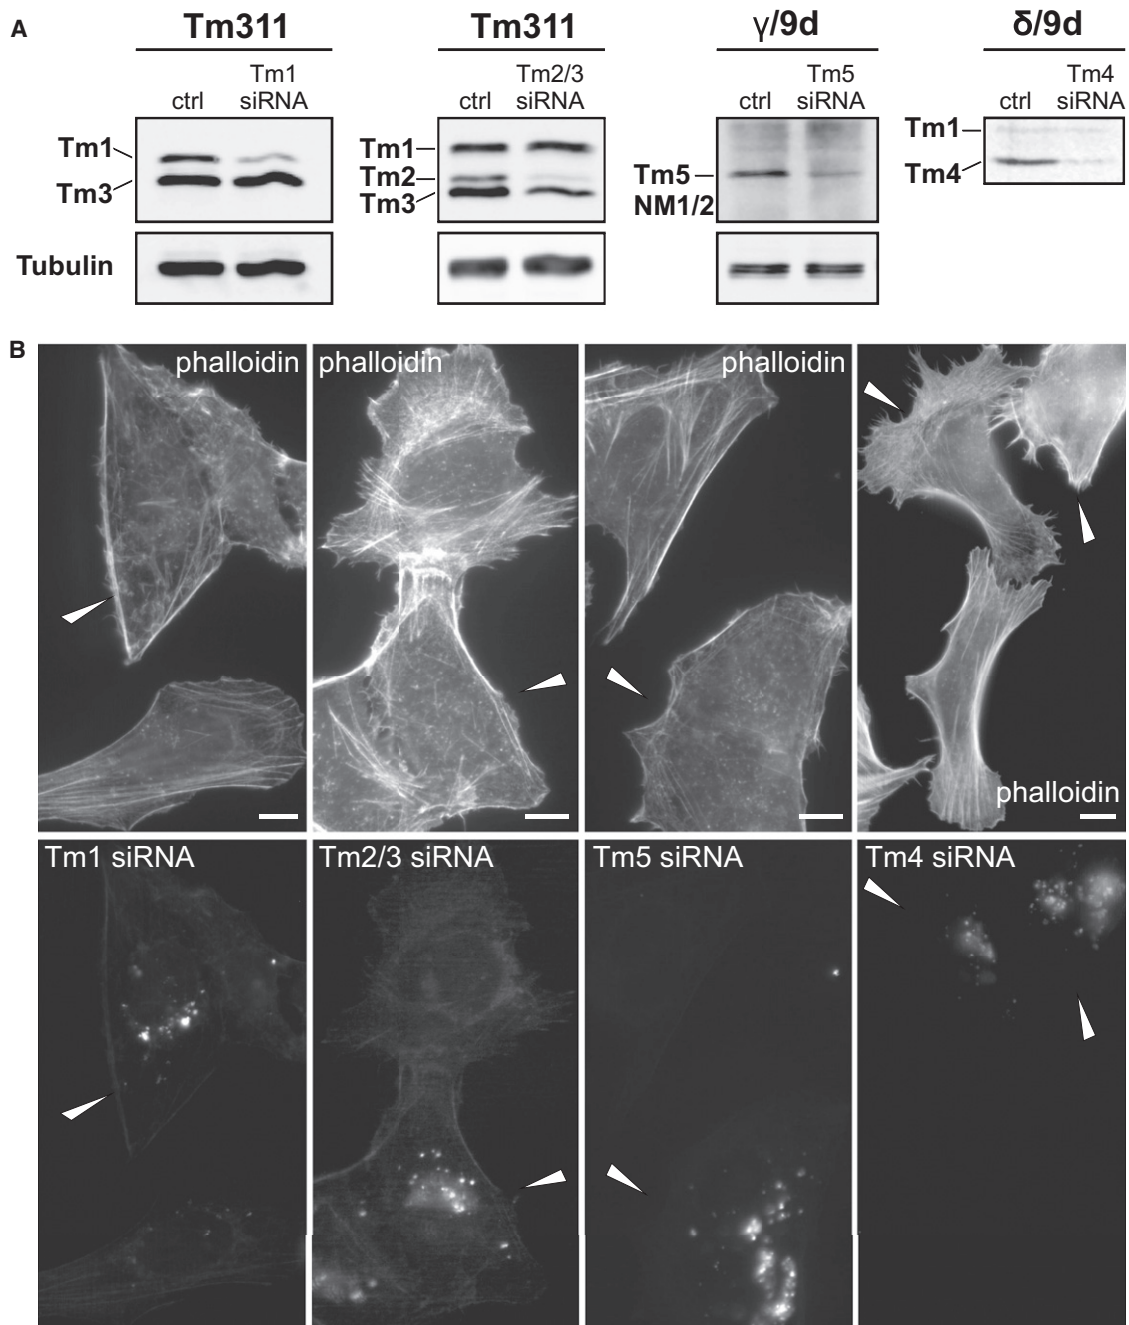 A
Tm311
ctrl
Tm1
siRNA
Tm1
Tm3
Tubulin
Tm311
ctrl
Tm2/3
siRNA
Tm1
Tm2
Tm3
γ/9d
ctrl
Tm5
siRNA
Tm5
NM1/2
δ/9d
ctrl
Tm4
siRNA
Tm1
Tm4
B
phalloidin
phalloidin
phalloidin
phalloidin
Tm1 siRNA
Tm2/3 siRNA
Tm5 siRNA
Tm4 siRNA